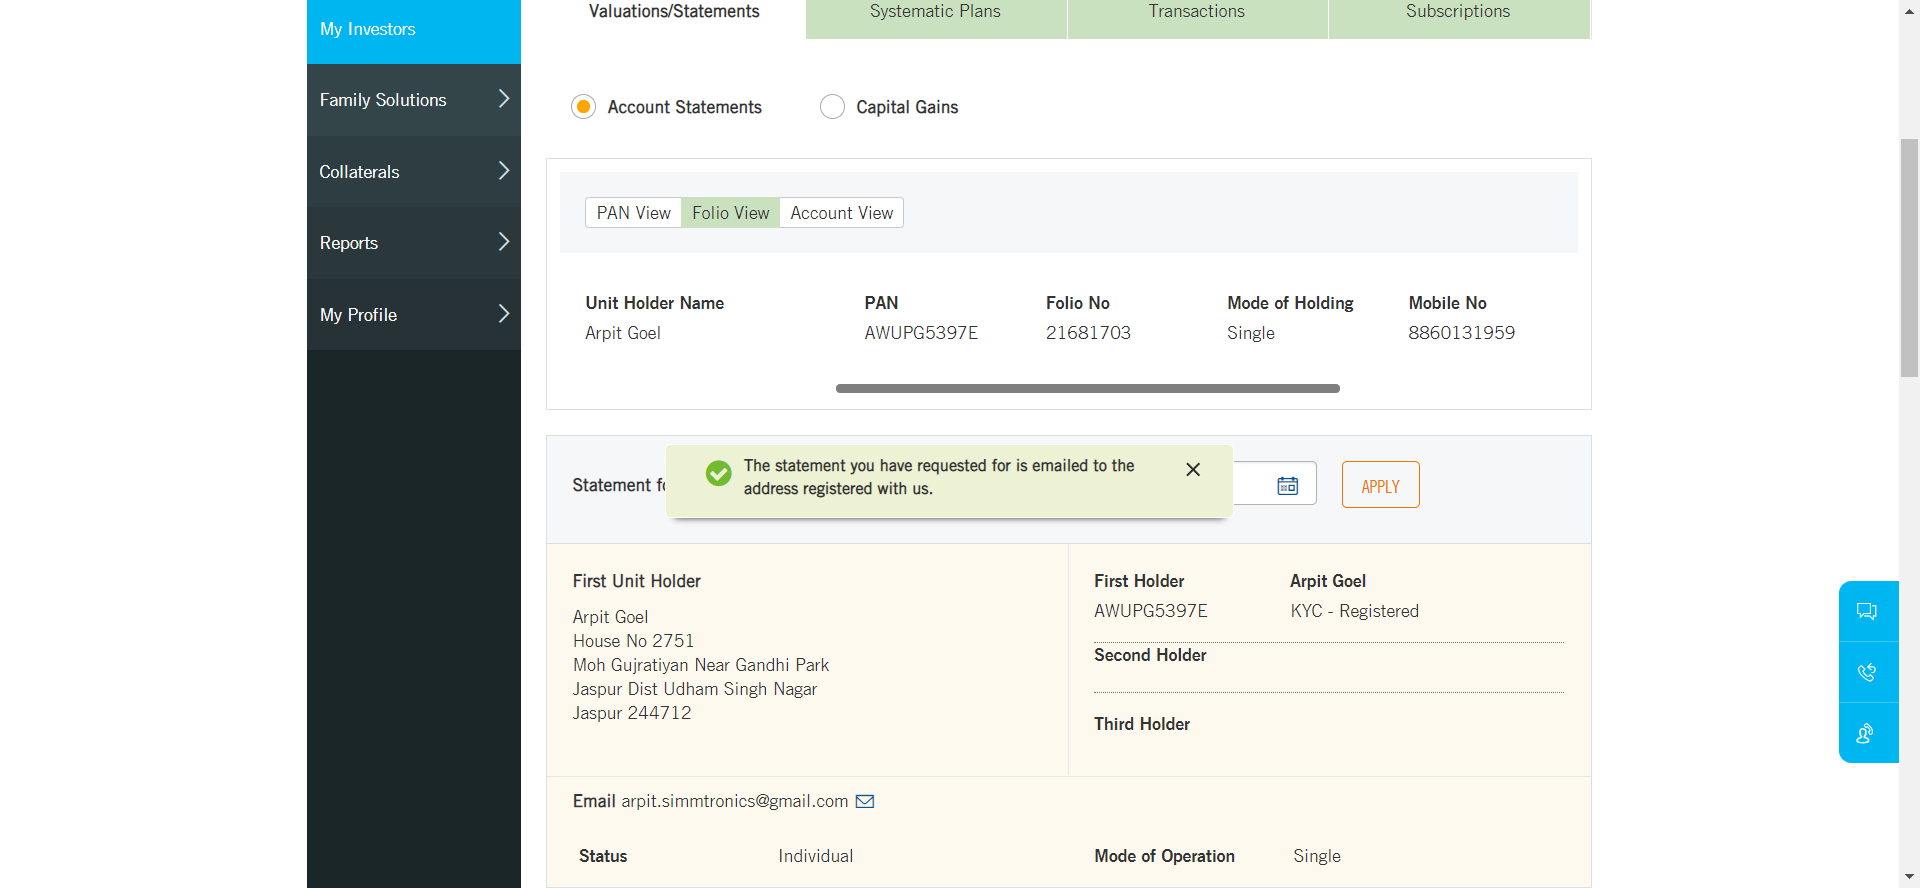 My Investors
Family Solutions
Collaterals
Reports
My Profile
Valuations/Statements Systematic Plans Transactions Subscriptions
Account Statements Capital Gains
PAN View Folio View Account View
Unit Holder Name PAN Folio No Mode of Holding Mobile No
Arpit Goel AWUPG5397E 21681703 Single 8860131959
Statement
The statement you have requested for is emailed to the
address registered with us.
APPLY
First Unit Holder
Arpit Goel
House No 2751
Moh Gujratiyan Near Gandhi Park
Jaspur Dist Udham Singh Nagar
Jaspur 244712
First Holder Arpit Goel
AWUPG5397E KYC - Registered
Second Holder
Third Holder
Email arpit.simmtronics@gmail.com
Status Individual Mode of Operation Single